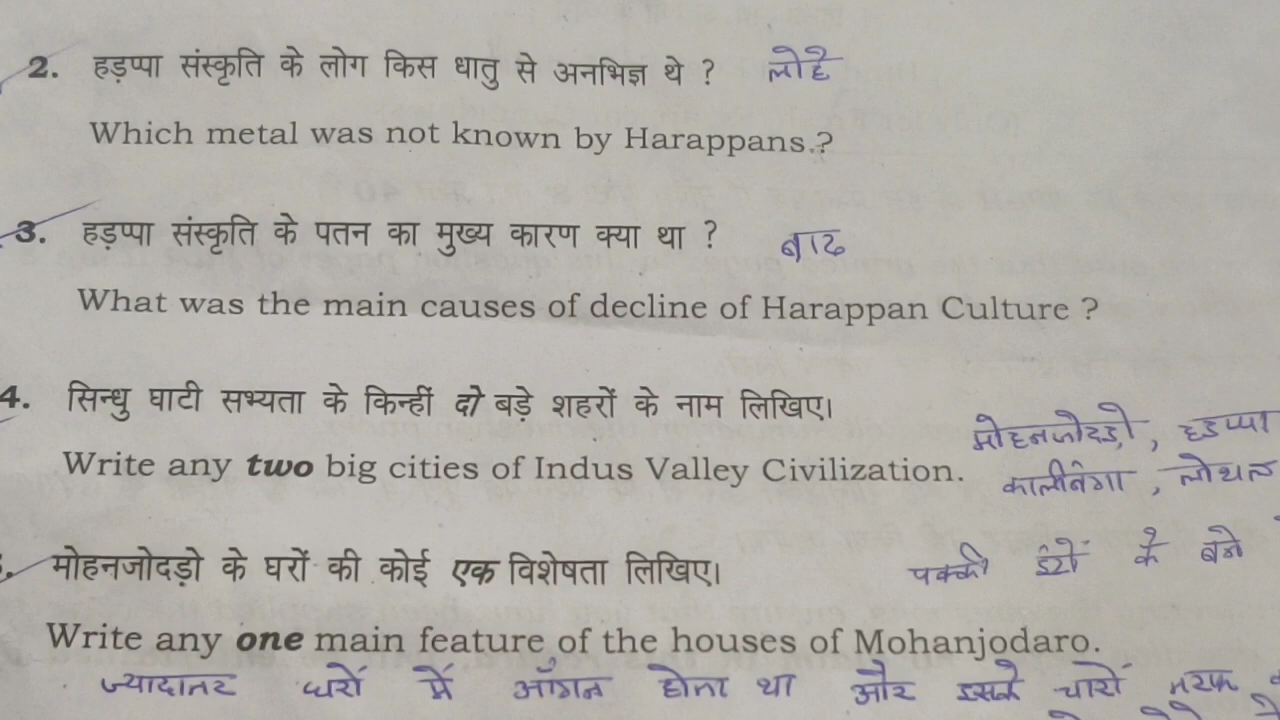 2. हड़प्पा संस्कृति के लोग किस धातु से अनभिज्ञ थे ? लोहे
Which metal was not known by Harappans.?
3. हड़प्पा संस्कृति के पतन का मुख्य कारण क्या था ? बाढ
What was the main causes of decline of Harappan Culture ?
4. सिन्धु घाटी सभ्यता के किन्हीं दो बड़े शहरों के नाम लिखिए।
मोहनजोदड़ो, हडप्पा
Write any two big cities of Indus Valley Civilization.
कालीबंगा, लोथल
मोहनजोदड़ो के घरों की कोई एक विशेषता लिखिए। पक्की ईंटों के बने
Write any one main feature of the houses of Mohanjodaro.
ज्यादातर घरों में आँगन होता था और इसके चारों तरफ